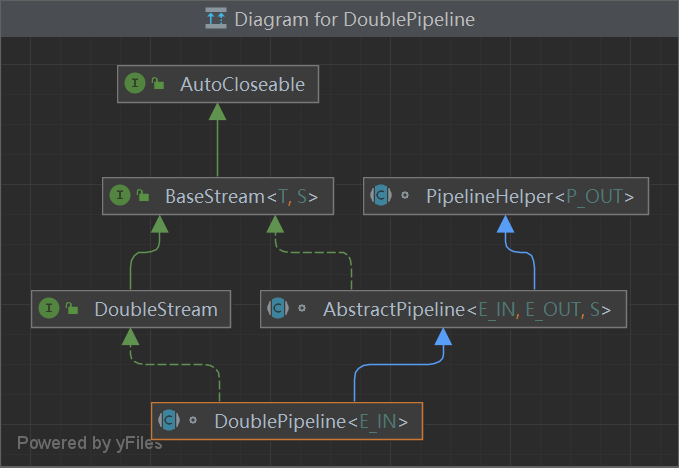 Diagram for DoublePipeline
I AutoCloseable
I BaseStream<T, S>
C PipelineHelper<P_OUT>
I DoubleStream
C AbstractPipeline<E_IN, E_OUT, S>
C DoublePipeline<E_IN>
Powered by yFiles